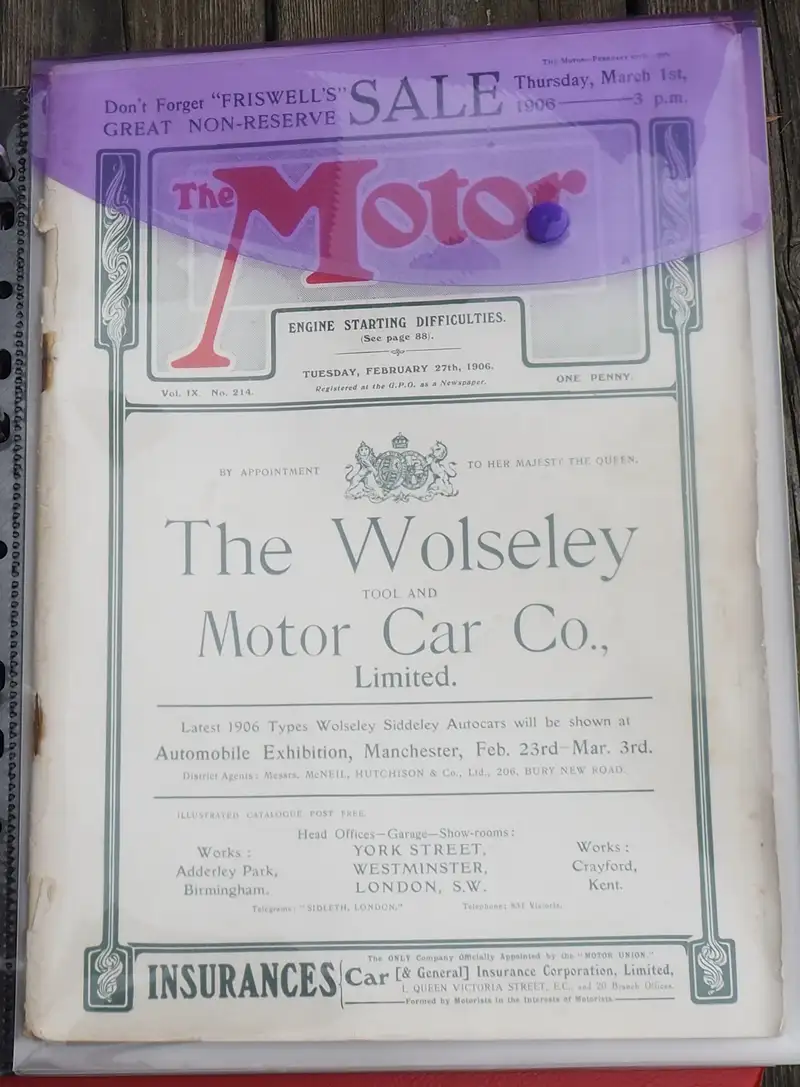 The Motor—February
Don't Forget "FRISWELL'S" SALE Thursday, March 1st,
GREAT NON-RESERVE 1906—3 p.m.
The Motor
ENGINE STARTING DIFFICULTIES.
(See page 88).
TUESDAY, FEBRUARY 27th, 1906.
Registered at the G.P.O. as a Newspaper.
Vol. IX. No. 214.
ONE PENNY.
BY APPOINTMENT TO HER MAJESTY THE QUEEN.
The Wolseley
TOOL AND
Motor Car Co.,
Limited.
Latest 1906 Types Wolseley Siddeley Autocars will be shown at
Automobile Exhibition, Manchester, Feb. 23rd–Mar. 3rd.
District Agents: Messrs. McNEIL, HUTCHISON & Co., Ltd., 206, BURY NEW ROAD.
ILLUSTRATED CATALOGUE POST FREE.
Head Offices—Garage—Show-rooms:
Works: YORK STREET, Works:
Adderley Park, WESTMINSTER, Crayford,
Birmingham. LONDON, S.W. Kent.
Telegrams: "SIDLETH, LONDON." Telephone: 831 Victoria.
The ONLY Company Officially Appointed by the "MOTOR UNION."
INSURANCES Car [& General] Insurance Corporation, Limited,
1, QUEEN VICTORIA STREET, E.C., and 20 Branch Offices.
Formed by Motorists in the Interests of Motorists.